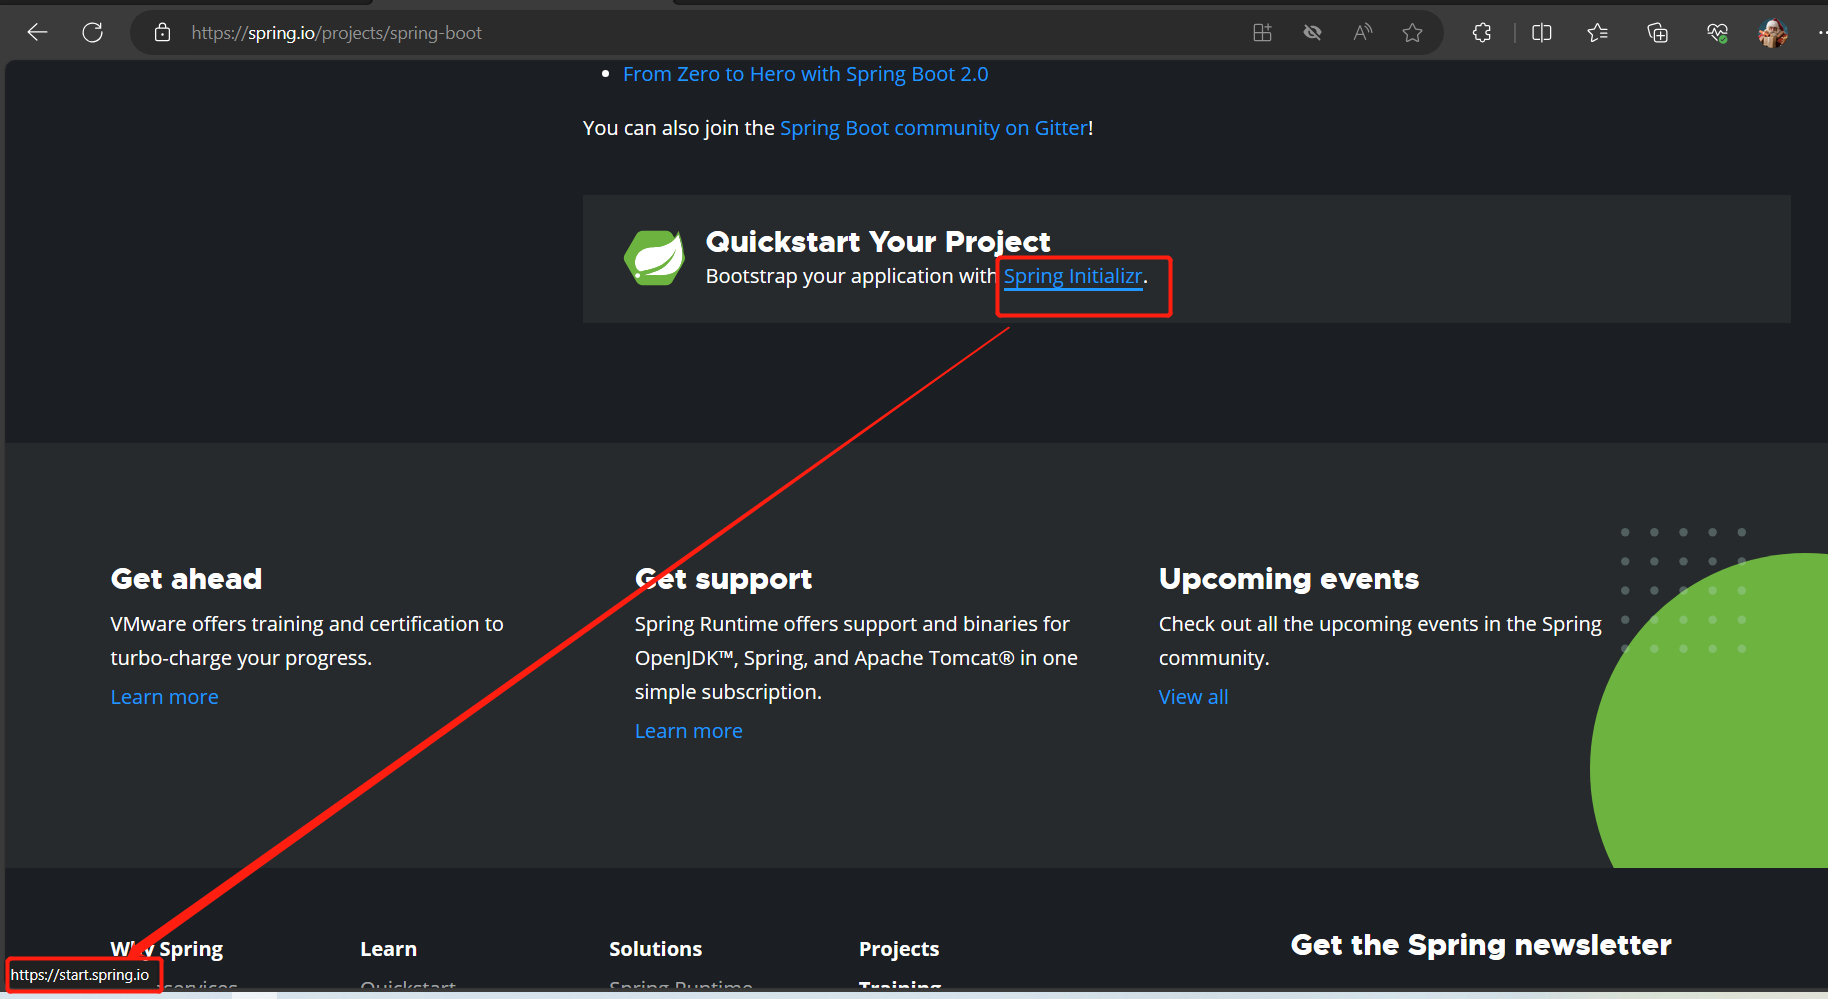 https://spring.io/projects/spring-boot
From Zero to Hero with Spring Boot 2.0
You can also join the Spring Boot community on Gitter!
Quickstart Your Project
Bootstrap your application with Spring Initializr.
Get ahead
VMware offers training and certification to
turbo-charge your progress.
Learn more
Get support
Spring Runtime offers support and binaries for
OpenJDK™, Spring, and Apache Tomcat® in one
simple subscription.
Learn more
Upcoming events
Check out all the upcoming events in the Spring
community.
View all
Why Spring
Learn
Quickstart
Solutions
Spring Runtime
Projects
Training
Get the Spring newsletter
https://start.spring.io